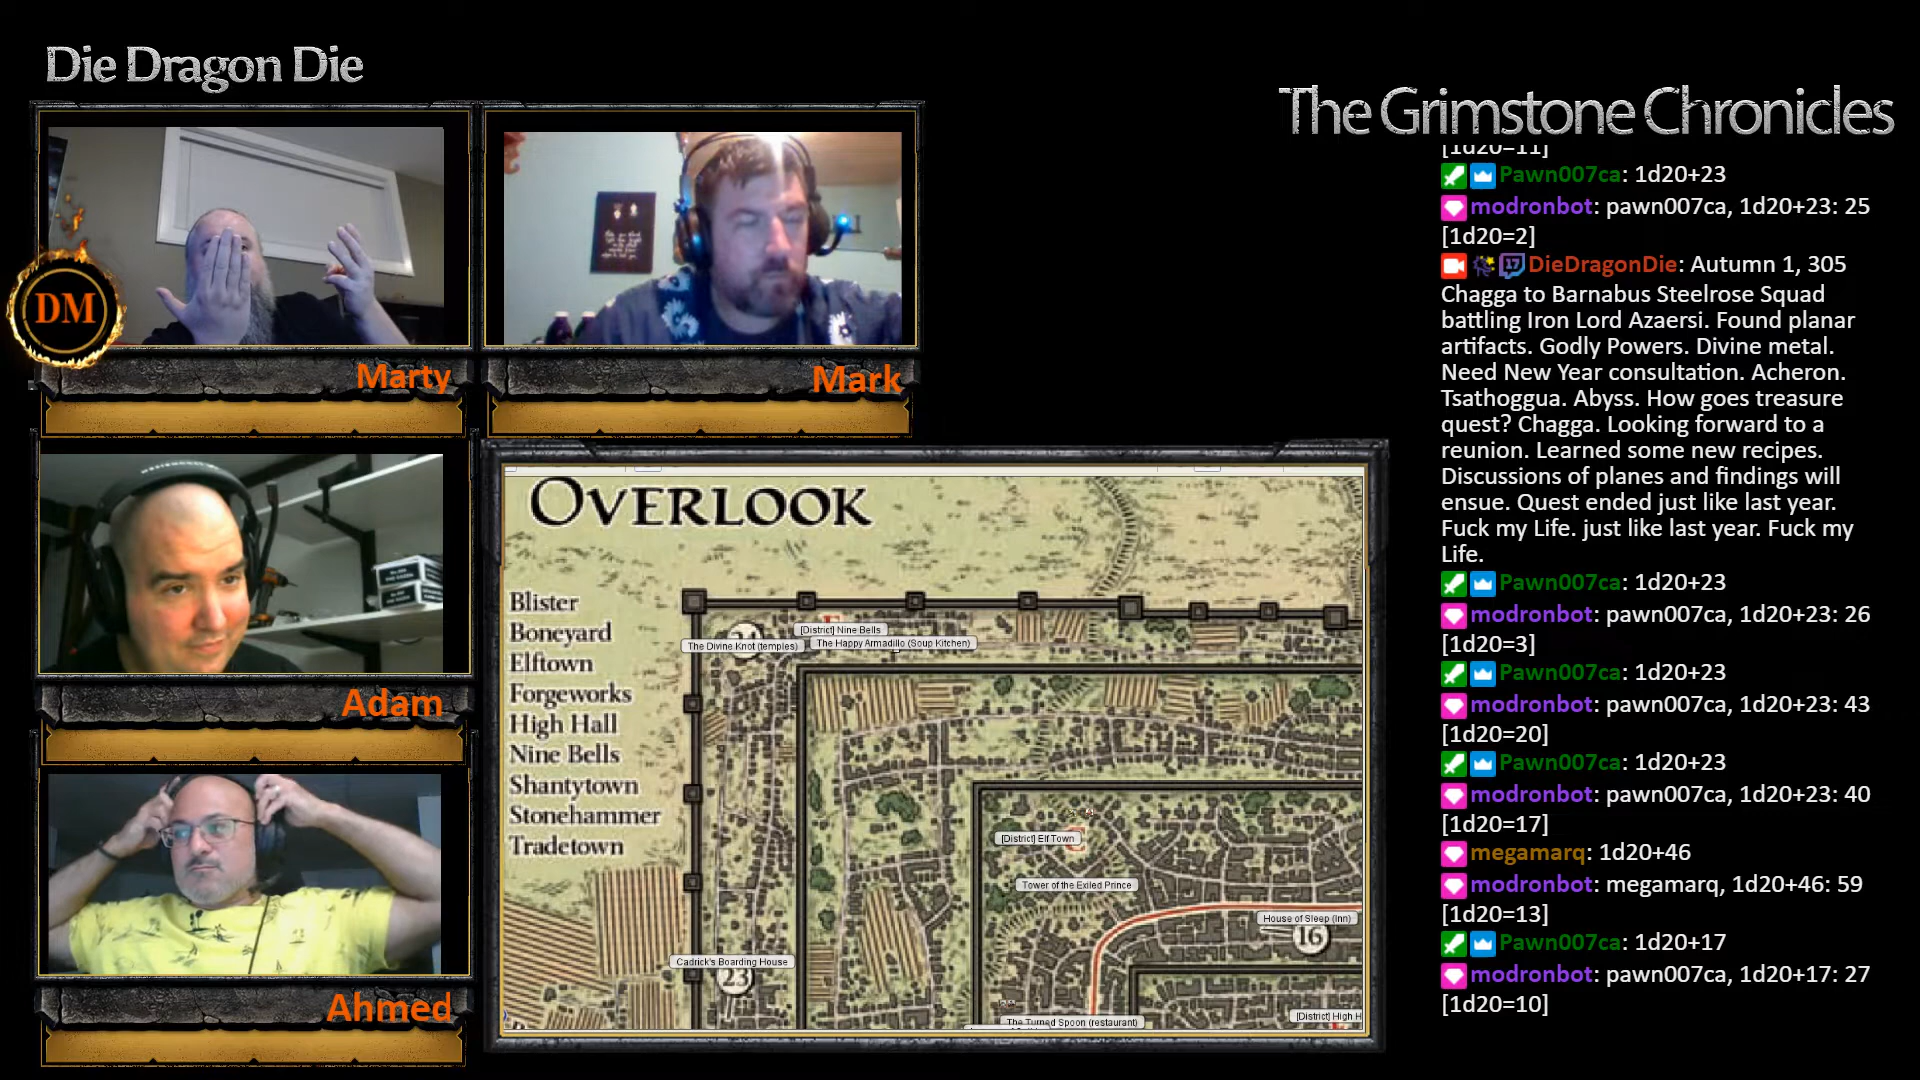 Die Dragon Die
The Grimstone Chronicles
DM
Marty
Mark
Adam
Ahmed
OVERLOOK
Blister
Boneyard
Elftown
Forgeworks
High Hall
Nine Bells
Shantytown
Stonehammer
Tradetown
[District] Nine Bells
The Divine Knot (temples)
The Happy Armadillo (Soup Kitchen)
[District] Elf Town
Tower of the Exiled Prince
House of Sleep (Inn)
16
Cadrick's Boarding House
23
The Turned Spoon (restaurant)
[District] High H
[1d20=11]
Pawn007ca: 1d20+23
modronbot: pawn007ca, 1d20+23: 25
[1d20=2]
17 DieDragonDie: Autumn 1, 305
Chagga to Barnabus Steelrose Squad
battling Iron Lord Azaersi. Found planar
artifacts. Godly Powers. Divine metal.
Need New Year consultation. Acheron.
Tsathoggua. Abyss. How goes treasure
quest? Chagga. Looking forward to a
reunion. Learned some new recipes.
Discussions of planes and findings will
ensue. Quest ended just like last year.
Fuck my Life. just like last year. Fuck my
Life.
Pawn007ca: 1d20+23
modronbot: pawn007ca, 1d20+23: 26
[1d20=3]
Pawn007ca: 1d20+23
modronbot: pawn007ca, 1d20+23: 43
[1d20=20]
Pawn007ca: 1d20+23
modronbot: pawn007ca, 1d20+23: 40
[1d20=17]
megamarq: 1d20+46
modronbot: megamarq, 1d20+46: 59
[1d20=13]
Pawn007ca: 1d20+17
modronbot: pawn007ca, 1d20+17: 27
[1d20=10]